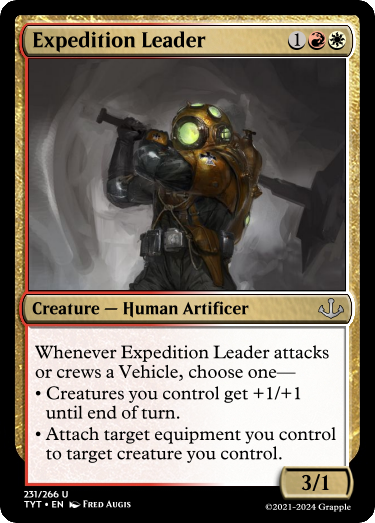 Expedition Leader
1
Creature — Human Artificer
Whenever Expedition Leader attacks
or crews a Vehicle, choose one—
• Creatures you control get +1/+1
until end of turn.
• Attach target equipment you control
to target creature you control.
3/1
231/266 U
TYT • EN Fred Augis
©2021-2024 Grapple